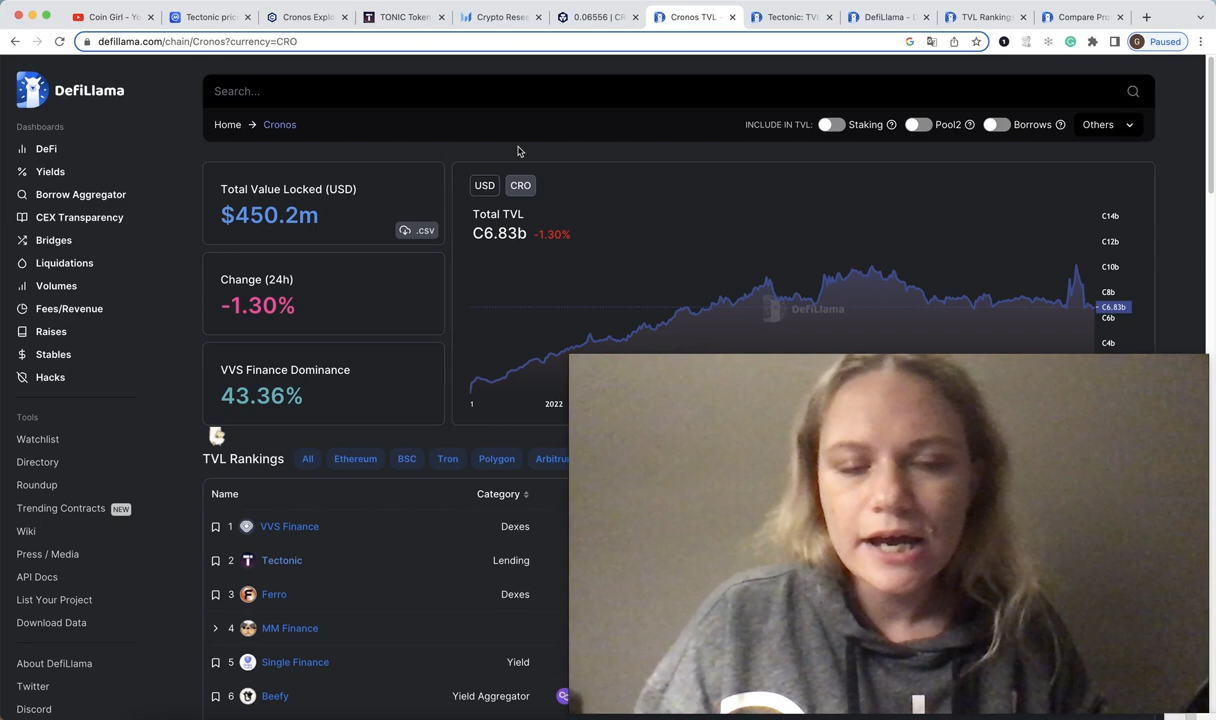 Coin Girl - Yo
Tectonic pric
Cronos Explo
TONIC Token
Crypto Resea
0.06556 | CR
Cronos TVL -
Tectonic: TVL
DefiLlama - D
TVL Rankings
Compare Pro
defillama.com/chain/Cronos?currency=CRO
G Paused
DefiLlama
Search...
Home → Cronos
INCLUDE IN TVL: Staking Pool2 Borrows Others
Dashboards
DeFi
Yields
Borrow Aggregator
CEX Transparency
Bridges
Liquidations
Volumes
Fees/Revenue
Raises
Stables
Hacks
Tools
Watchlist
Directory
Roundup
Trending Contracts NEW
Wiki
Press / Media
API Docs
List Your Project
Download Data
About DefiLlama
Twitter
Discord
Total Value Locked (USD)
$450.2m
.csv
Change (24h)
-1.30%
VVS Finance Dominance
43.36%
USD CRO
Total TVL
C6.83b -1.30%
C14b
C12b
C10b
C8b
C6.83b
C6b
C4b
DefiLlama
1 2022
TVL Rankings All Ethereum BSC Tron Polygon Arbitru
Name Category
1 VVS Finance Dexes
2 Tectonic Lending
3 Ferro Dexes
4 MM Finance
5 Single Finance Yield
6 Beefy Yield Aggregator